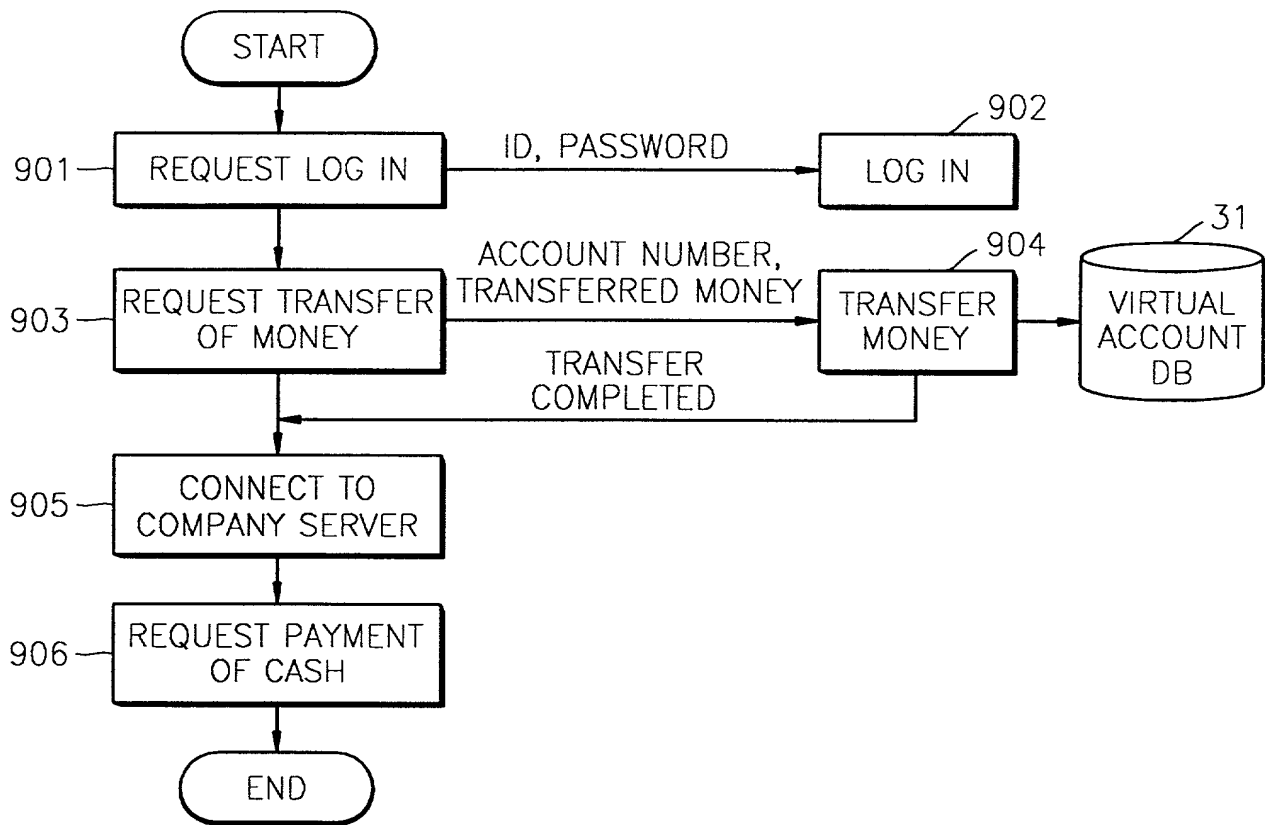 START
902
ID, PASSWORD
901
REQUEST LOG IN
LOG IN
31
904
ACCOUNT NUMBER,
TRANSFERRED MONEY
903
REQUEST TRANSFER
OF MONEY
TRANSFER
MONEY
VIRTUAL
ACCOUNT
DB
TRANSFER
COMPLETED
905
CONNECT TO
COMPANY SERVER
906
REQUEST PAYMENT
OF CASH
END